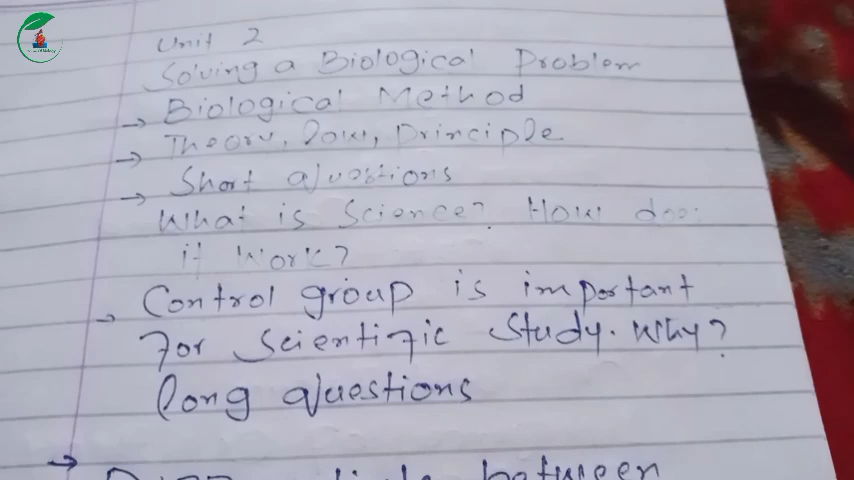 Unit 2
Solving a Biological Problem
→ Biological Method
→ Theory, Law, Principle
→ Short questions
What is Science? How does
it work?
→ Control group is important
for scientific study. Why?
long questions
→ between